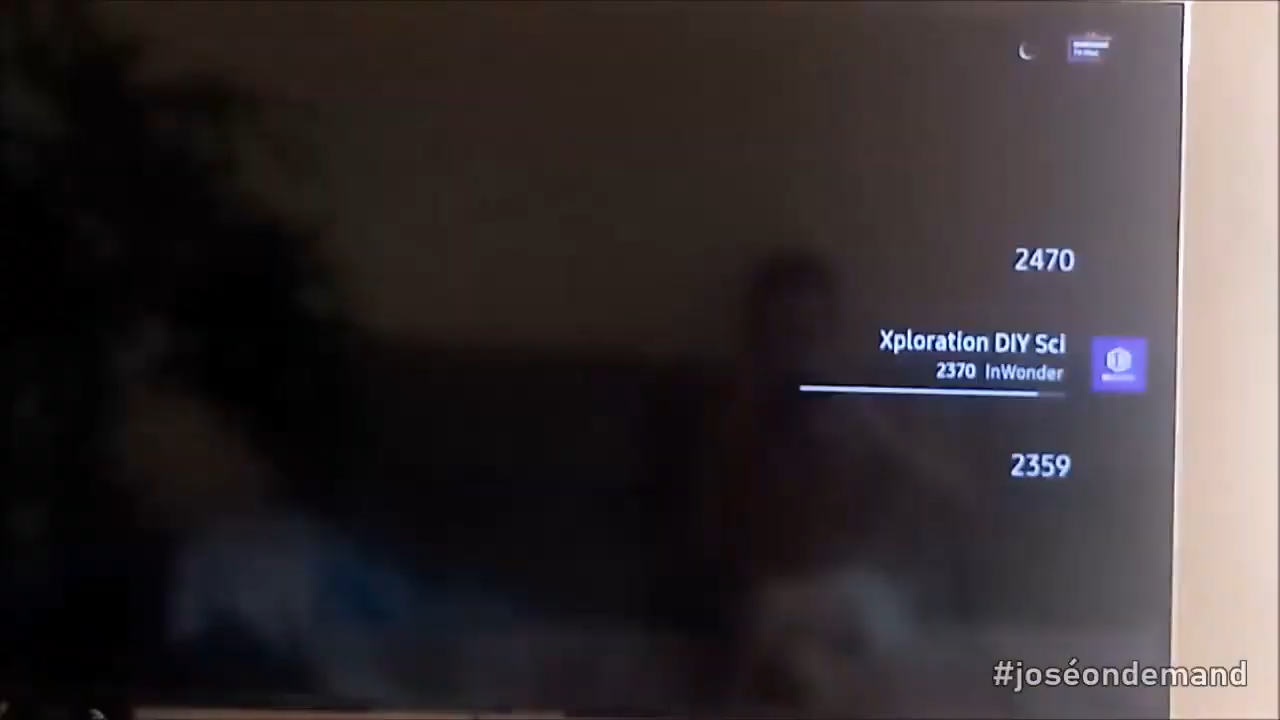 2470
Xploration DIY Sci
2370 InWonder
2359
#joséondemand